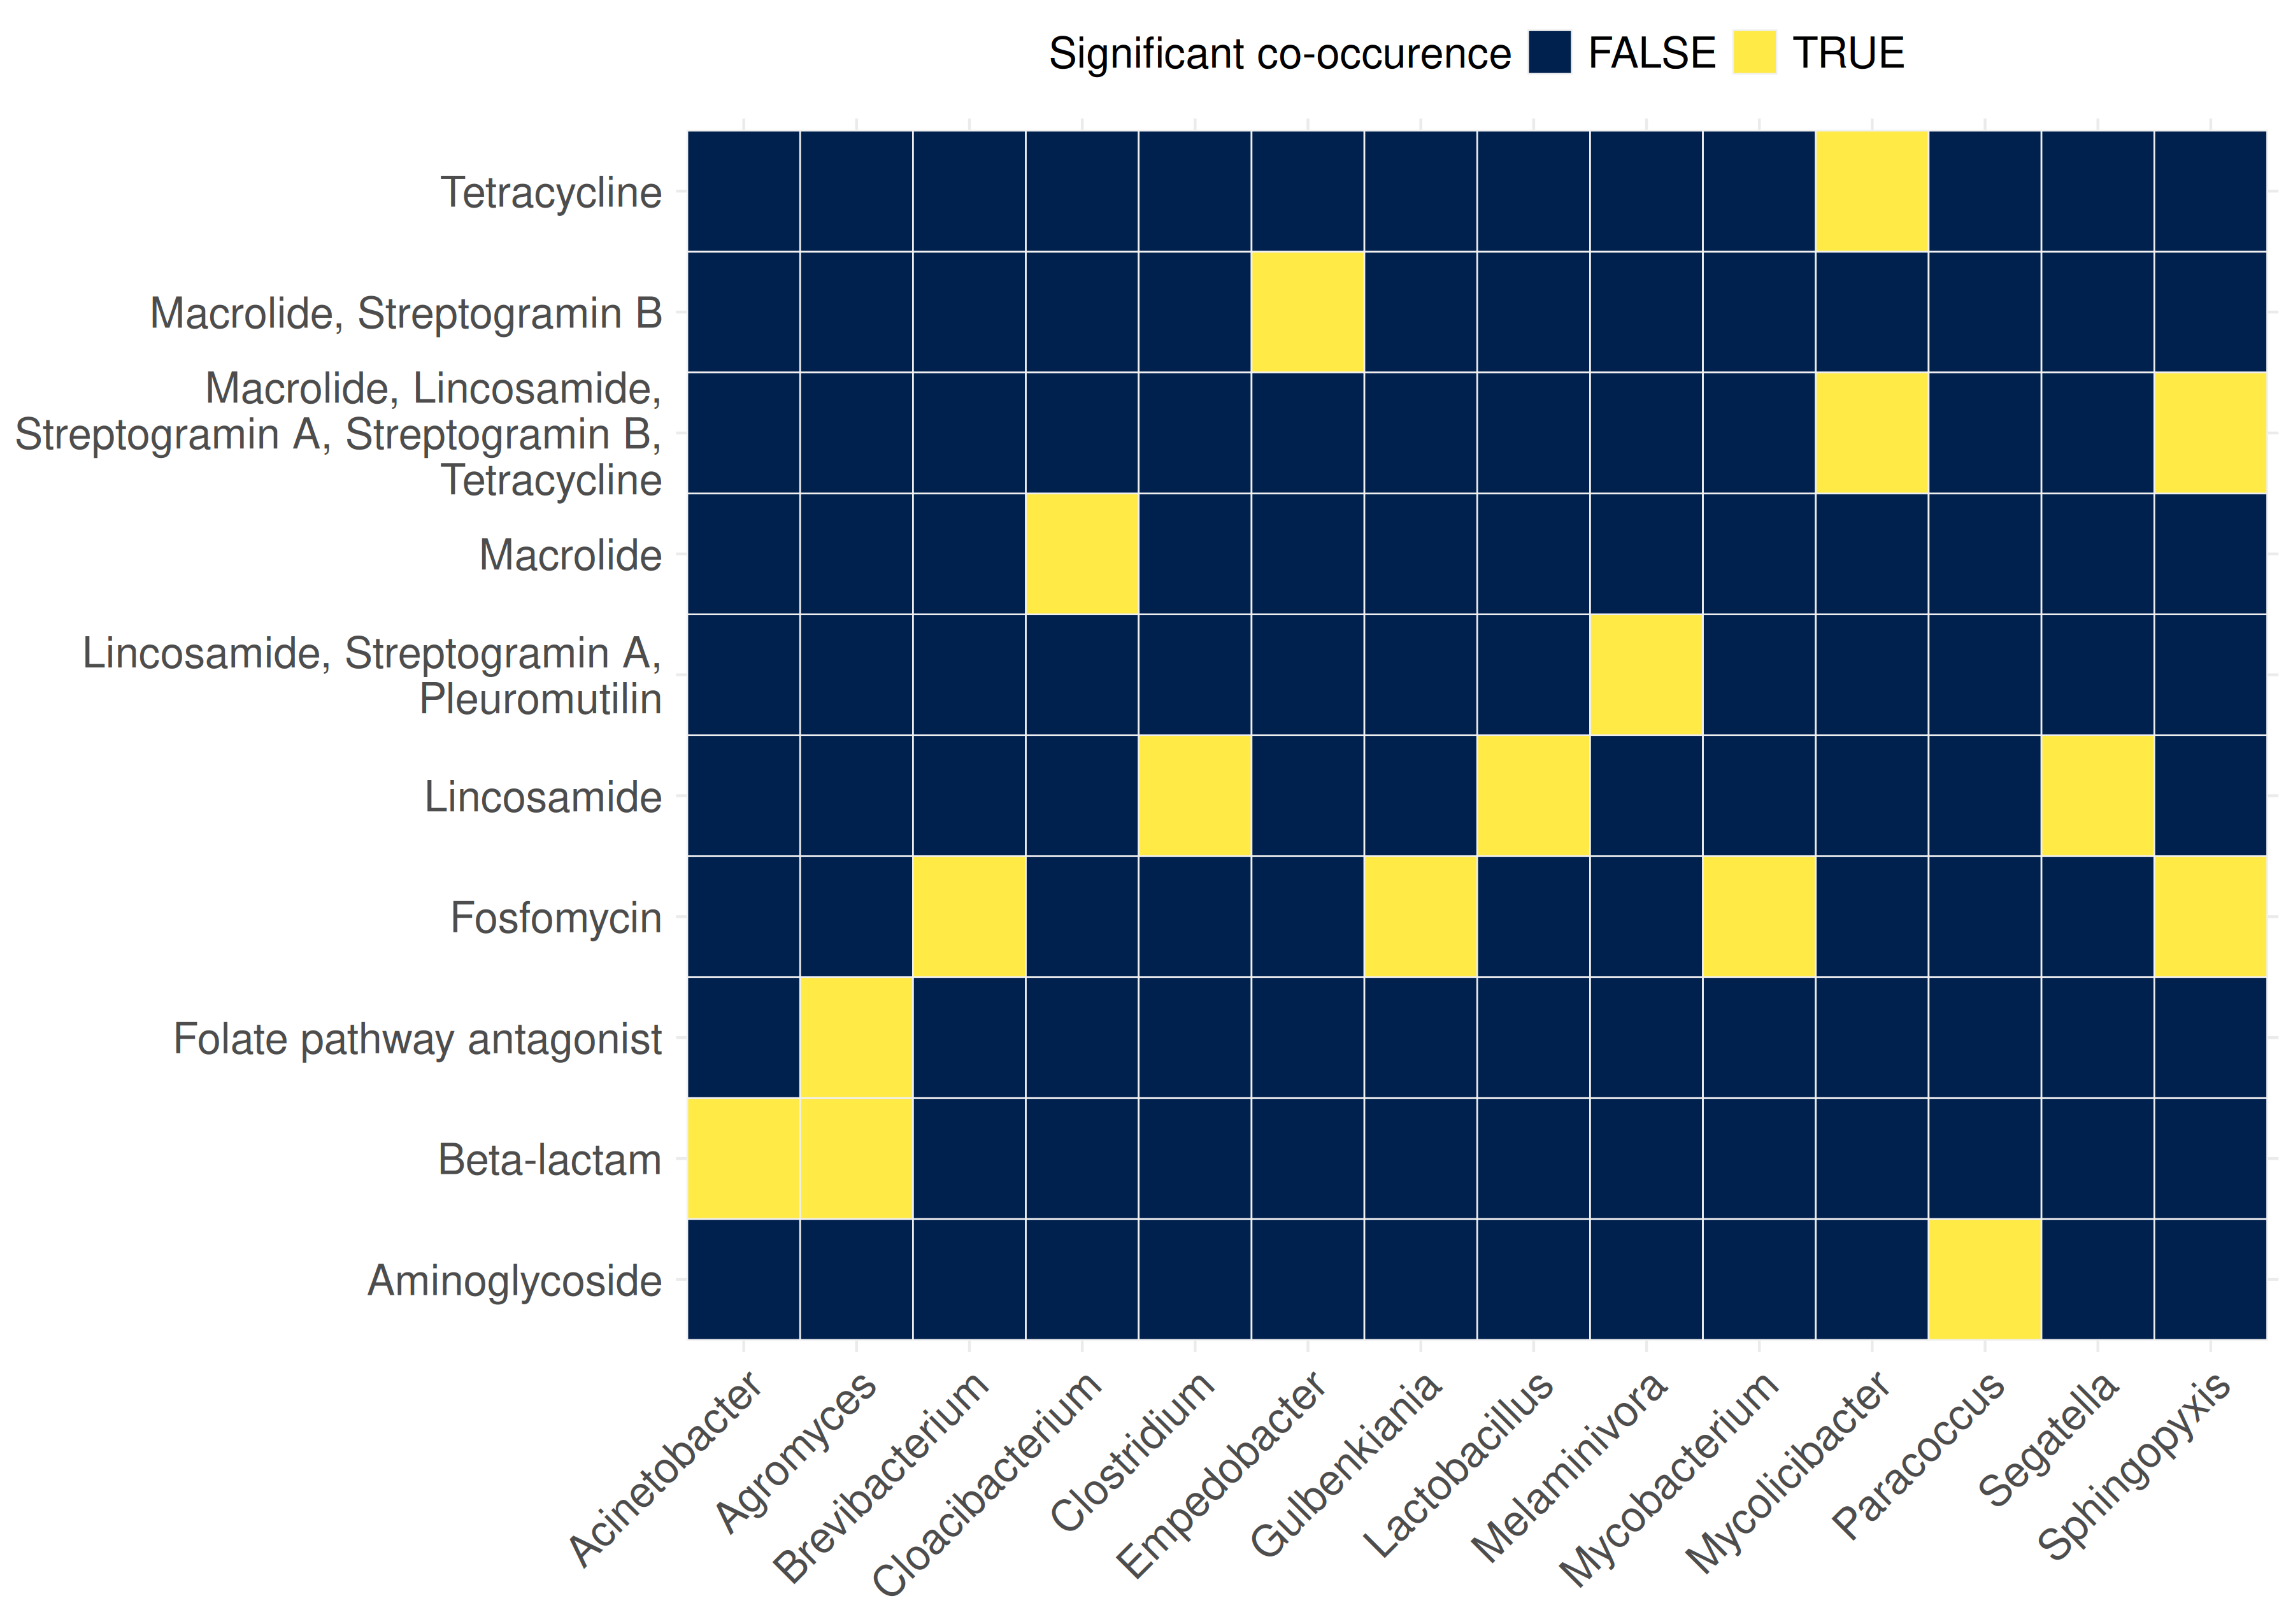 Significant co-occurence FALSE TRUE
Tetracycline
Macrolide, Streptogramin B
Macrolide, Lincosamide,
Streptogramin A, Streptogramin B,
Tetracycline
Macrolide
Lincosamide, Streptogramin A,
Pleuromutilin
Lincosamide
Fosfomycin
Folate pathway antagonist
Beta-lactam
Aminoglycoside
Acinetobacter
Agromyces
Brevibacterium
Cloacibacterium
Clostridium
Empedobacter
Gulbenkiania
Lactobacillus
Melaminivora
Mycobacterium
Mycolicibacter
Paracoccus
Segatella
Sphingopyxis